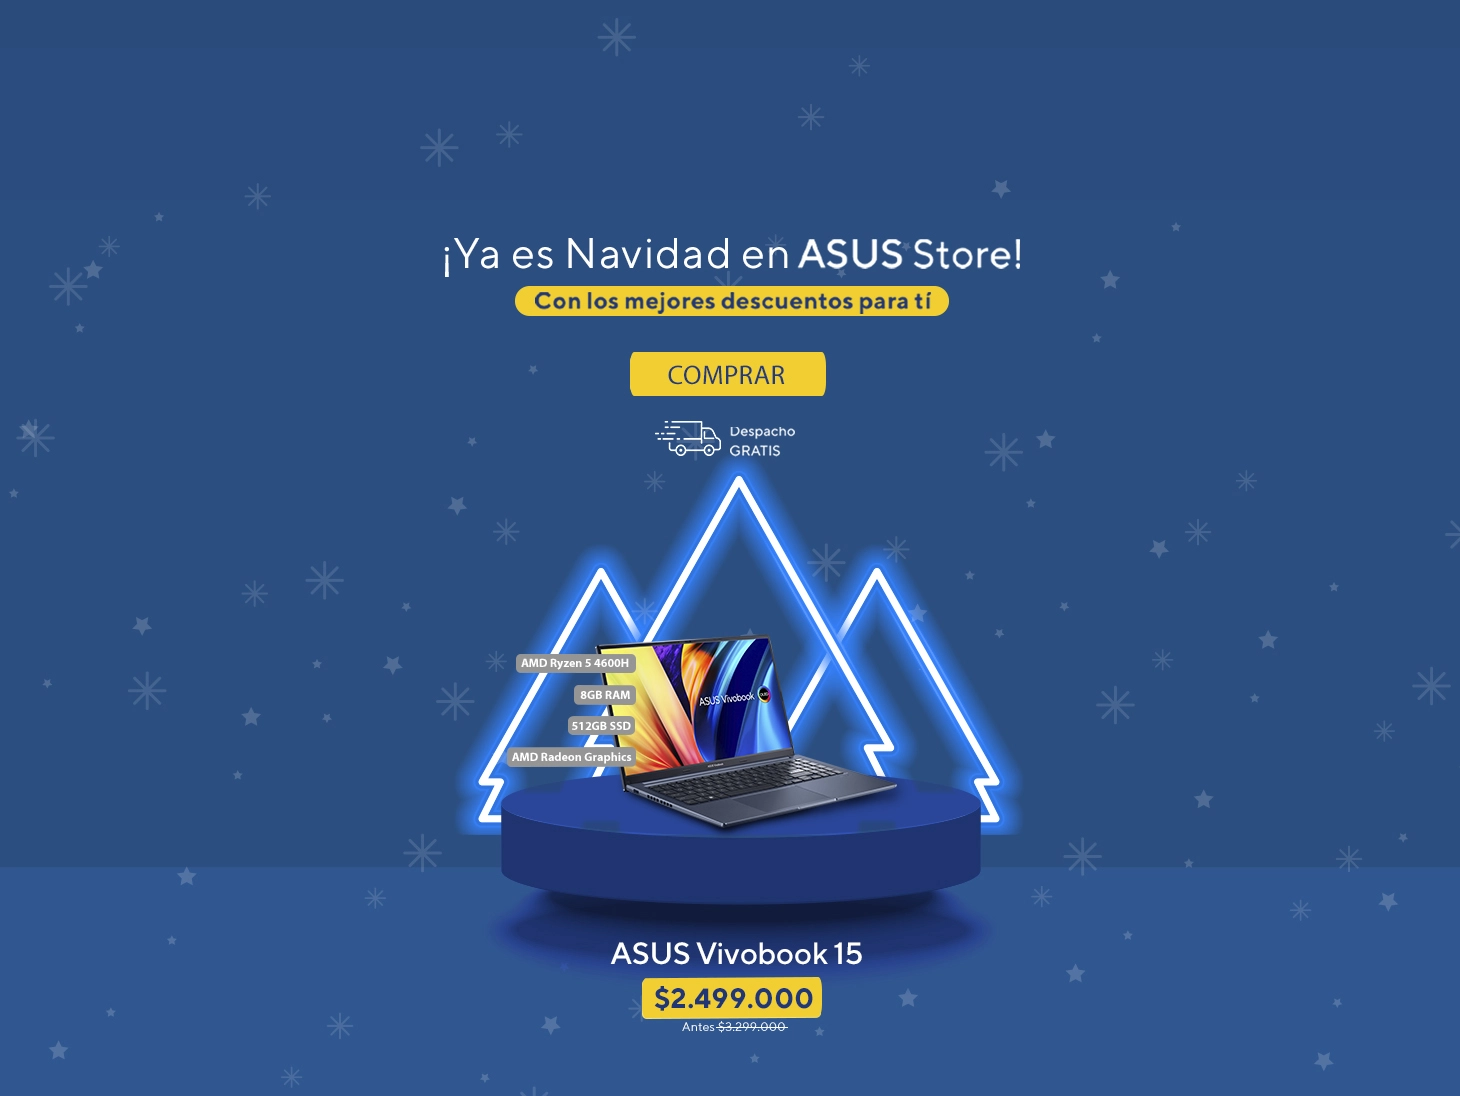 ¡Ya es Navidad en ASUS Store!
Con los mejores descuentos para tí
COMPRAR
Despacho
GRATIS
AMD Ryzen 5 4600H
8GB RAM
512GB SSD
AMD Radeon Graphics
ASUS Vivobook
ASUS Vivobook 15
$2.499.000
Antes $3.299.000